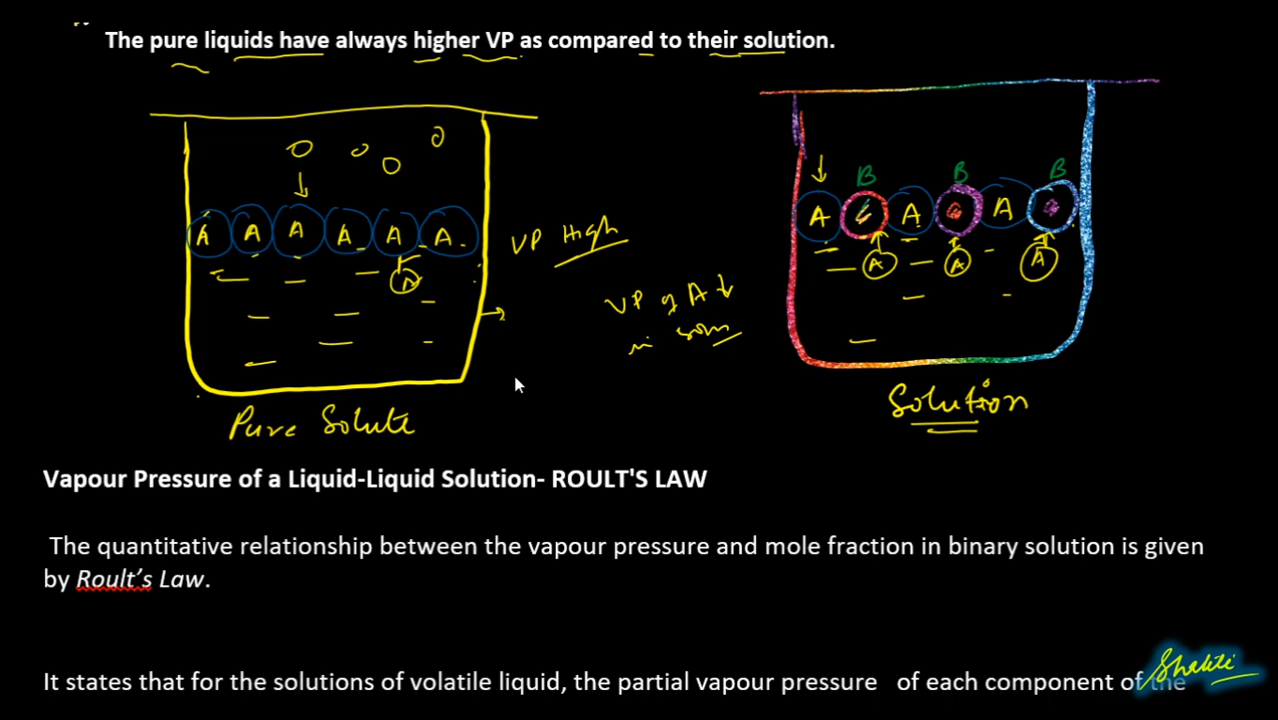 The pure liquids have always higher VP as compared to their solution.
B B B
A A A A A A
A A A
A
A A A
VP High
VP of A ↓
in soln
Pure Solute
Solution
Vapour Pressure of a Liquid-Liquid Solution- ROULT'S LAW
The quantitative relationship between the vapour pressure and mole fraction in binary solution is given
by Roult's Law.
It states that for the solutions of volatile liquid, the partial vapour pressure of each component of the